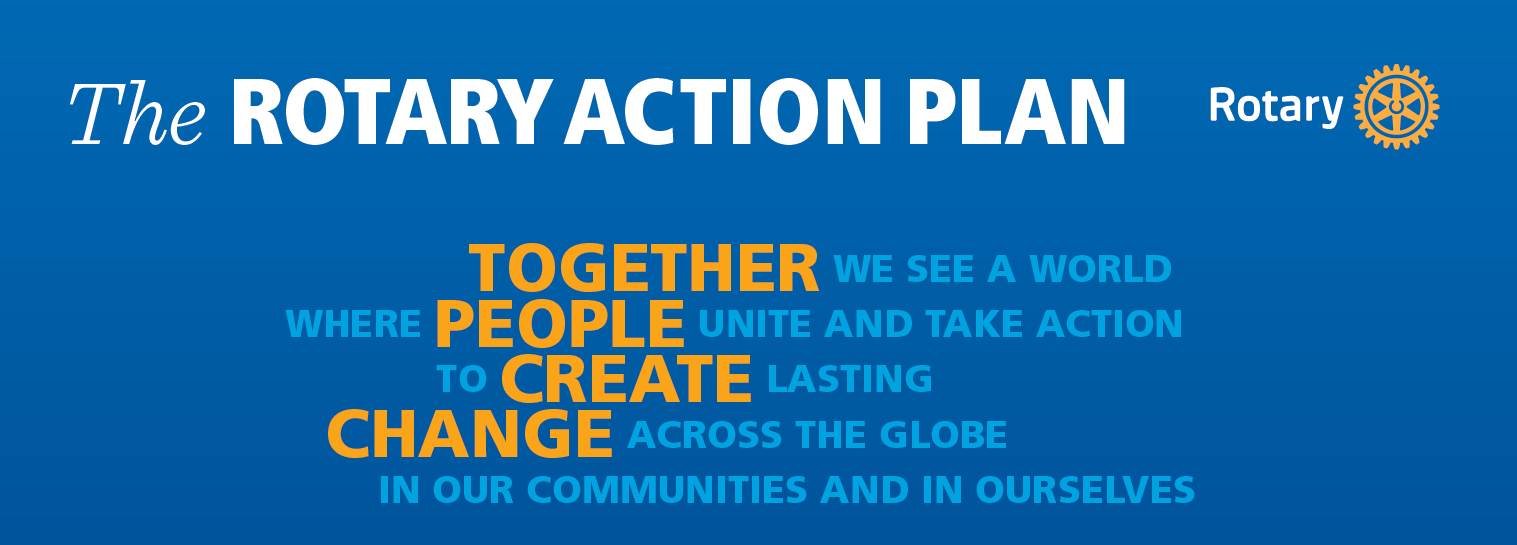 The ROTARY ACTION PLAN
Rotary
TOGETHER WE SEE A WORLD
WHERE PEOPLE UNITE AND TAKE ACTION
TO CREATE LASTING
CHANGE ACROSS THE GLOBE
IN OUR COMMUNITIES AND IN OURSELVES